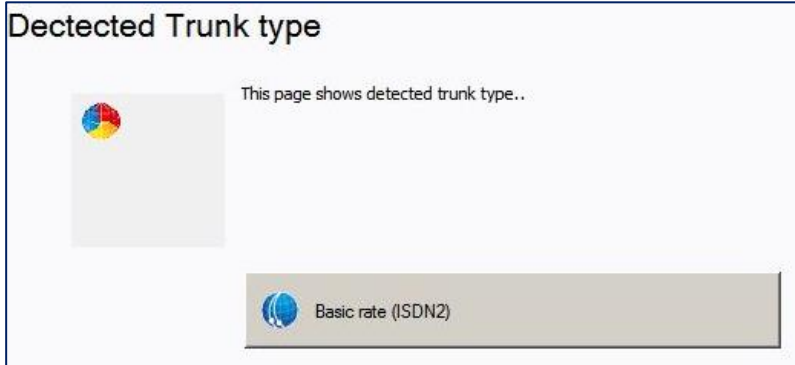 Dectected Trunk type
This page shows detected trunk type..
Basic rate (ISDN2)